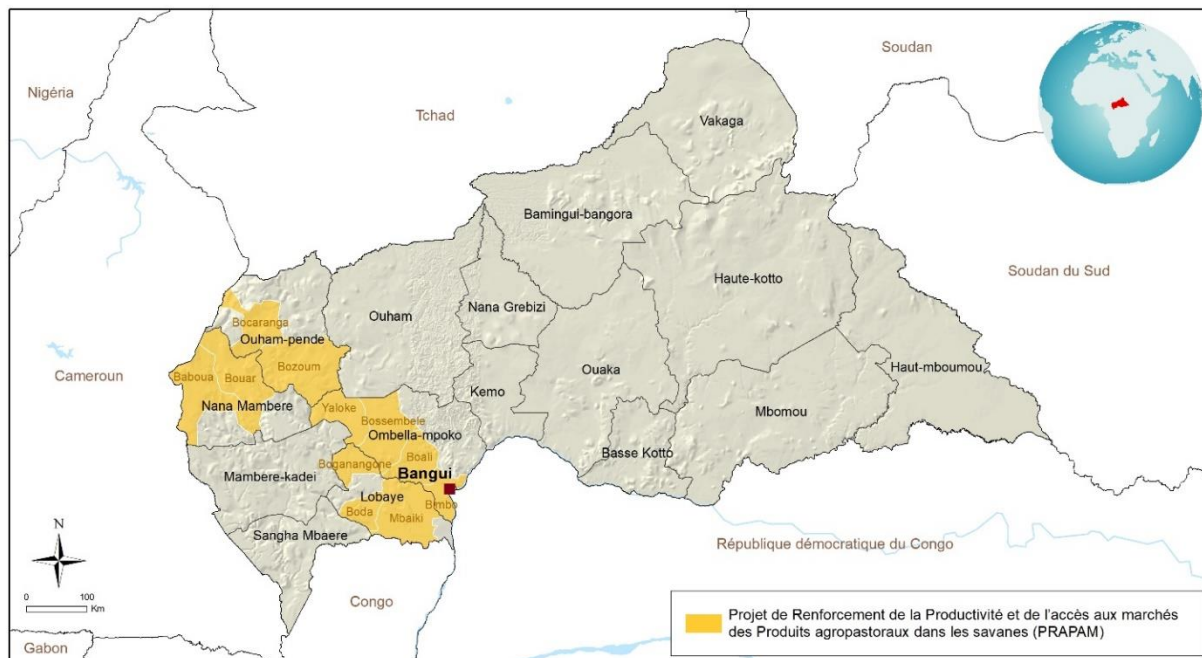 Nigéria
Tchad
Soudan
Vakaga
Bamingui-bangora
Haute-kotto
Soudan du Sud
Nana Grebizi
Ouham
Bocaranga
Ouham-pende
Bozoum
Cameroun
Baboua
Bouar
Nana Mambere
Kemo
Ouaka
Haut-mboumou
Mbomou
Yaloke
Bossembele
Ombella-mpoko
Boali
Basse Kotto
Boganangone
Bangui
Mambere-kadei
Lobaye
Bimbo
Boda
Mbaiki
Sangha Mbaere
République démocratique du Congo
N
0 100
Km
Congo
Gabon
Projet de Renforcement de la Productivité et de l'accès aux marchés
des Produits agropastoraux dans les savanes (PRAPAM)